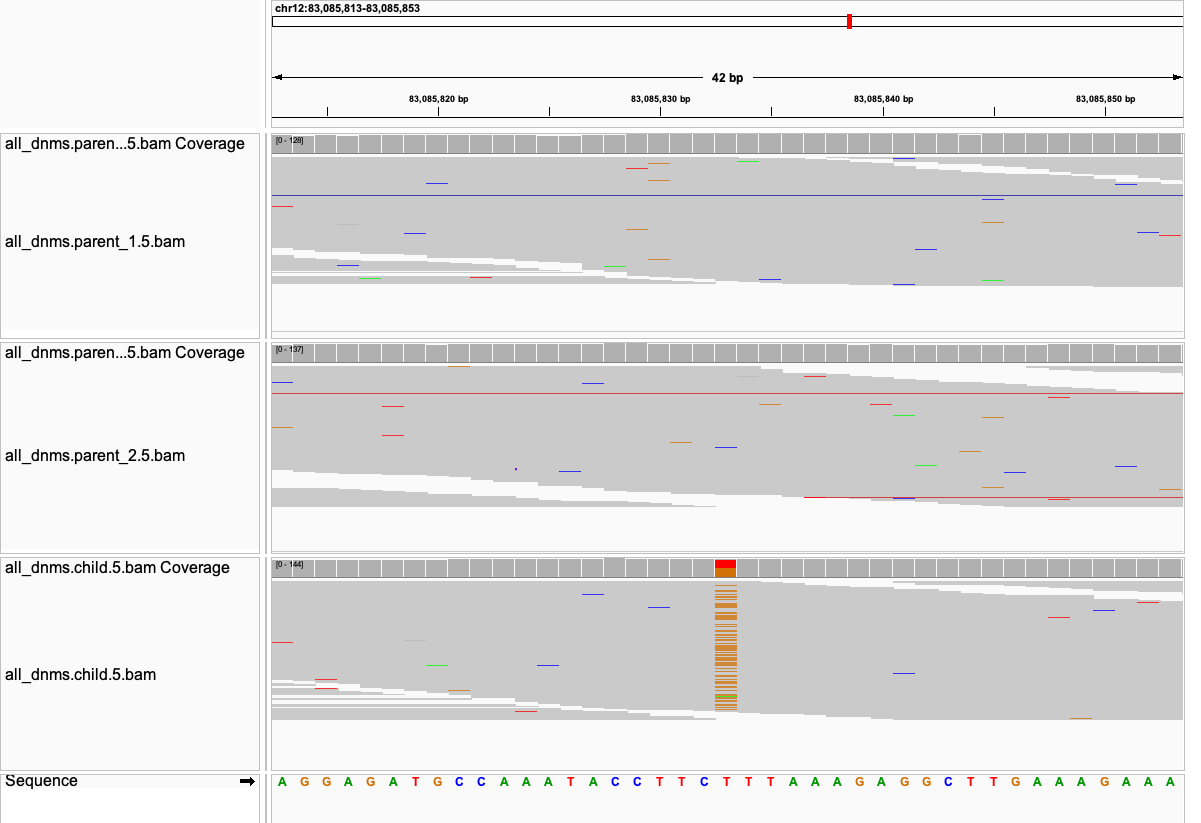 chr12:83,085,813-83,085,853
42 bp
83,085,820 bp 83,085,830 bp 83,085,840 bp 83,085,850 bp
all_dnms.paren...5.bam Coverage
[0 - 128]
all_dnms.parent_1.5.bam
all_dnms.paren...5.bam Coverage
[0 - 137]
all_dnms.parent_2.5.bam
all_dnms.child.5.bam Coverage
[0 - 144]
all_dnms.child.5.bam
Sequence A G G A G A T G C C A A A T A C C T T C T T T A A A G A G G C T T G A A A G A A A